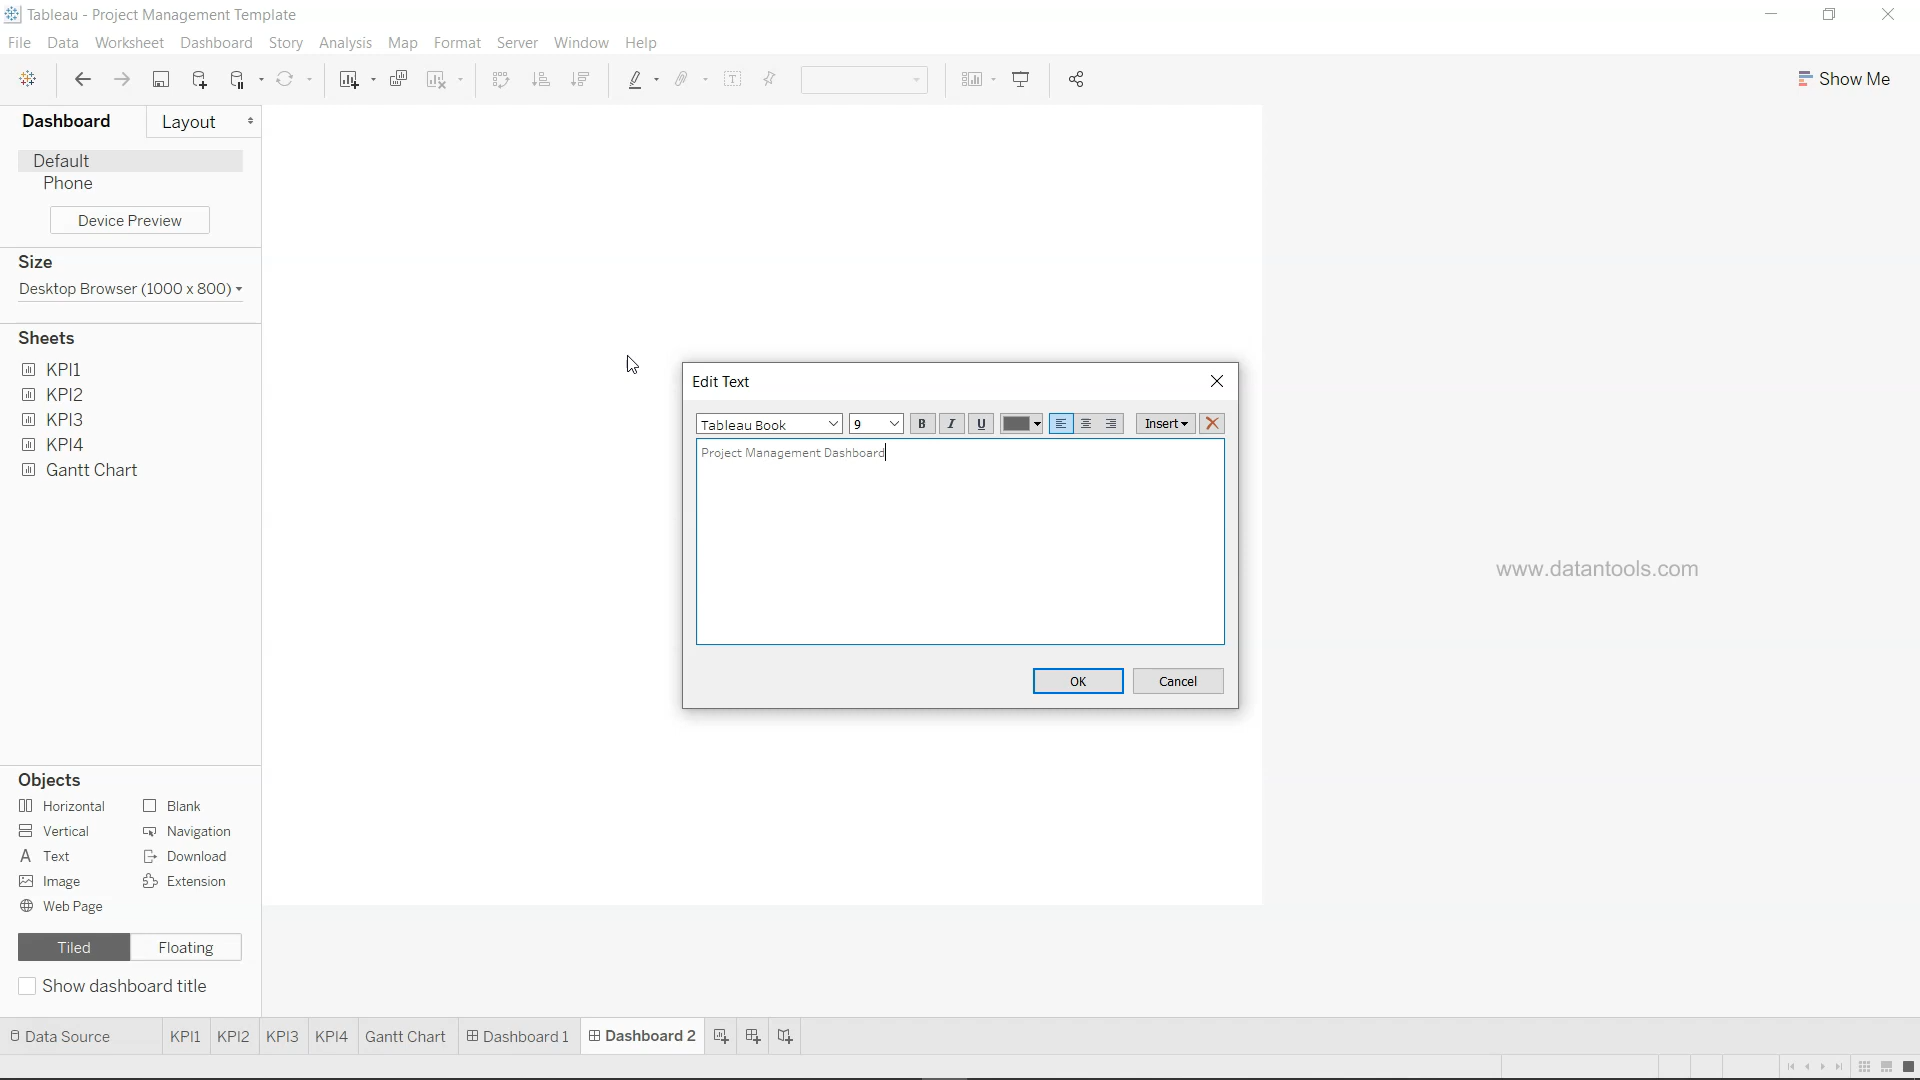 Tableau - Project Management Template
File Data Worksheet Dashboard Story Analysis Map Format Server Window Help
Show Me
Dashboard Layout
Default
Phone
Device Preview
Size
Desktop Browser (1000 x 800)
Sheets
KPI1
KPI2
KPI3
KPI4
Gantt Chart
Edit Text
Tableau Book 9 B I U Insert
Project Management Dashboard
OK Cancel
www.datantools.com
Objects
Horizontal Blank
Vertical Navigation
A Text Download
Image Extension
Web Page
Tiled Floating
Show dashboard title
Data Source KPI1 KPI2 KPI3 KPI4 Gantt Chart Dashboard 1 Dashboard 2